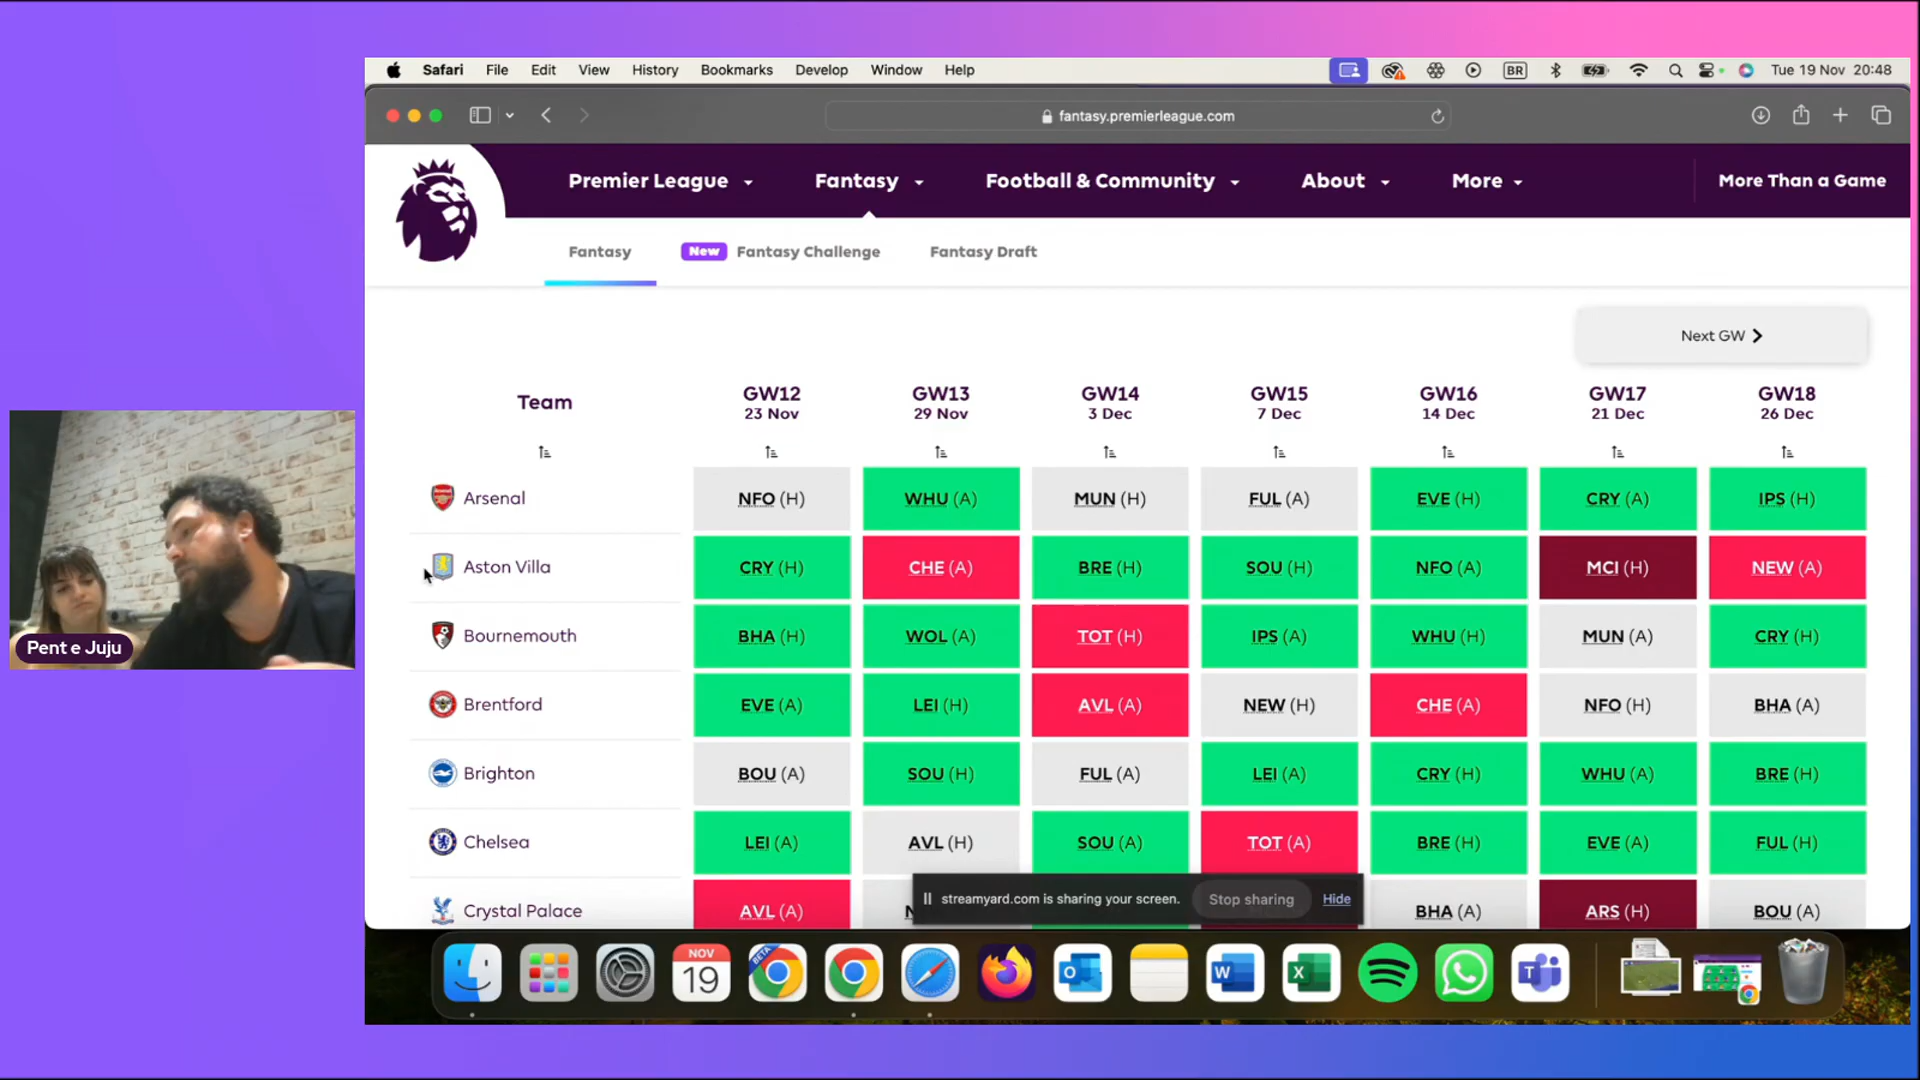 Safari File Edit View History Bookmarks Develop Window Help BR Tue 19 Nov 20:48
fantasy.premierleague.com
Premier League Fantasy Football & Community About More More Than a Game
Fantasy New Fantasy Challenge Fantasy Draft
Next GW
Team GW12 GW13 GW14 GW15 GW16 GW17 GW18
23 Nov 29 Nov 3 Dec 7 Dec 14 Dec 21 Dec 26 Dec
Arsenal NFO (H) WHU (A) MUN (H) FUL (A) EVE (H) CRY (A) IPS (H)
Aston Villa CRY (H) CHE (A) BRE (H) SOU (H) NFO (A) MCI (H) NEW (A)
Bournemouth BHA (H) WOL (A) TOT (H) IPS (A) WHU (H) MUN (A) CRY (H)
Pent e Juju
Brentford EVE (A) LEI (H) AVL (A) NEW (H) CHE (A) NFO (H) BHA (A)
Brighton BOU (A) SOU (H) FUL (A) LEI (A) CRY (H) WHU (A) BRE (H)
Chelsea LEI (A) AVL (H) SOU (A) TOT (A) BRE (H) EVE (A) FUL (H)
streamyard.com is sharing your screen. Stop sharing Hide
Crystal Palace AVL (A) BHA (A) ARS (H) BOU (A)
BETA
NOV
19